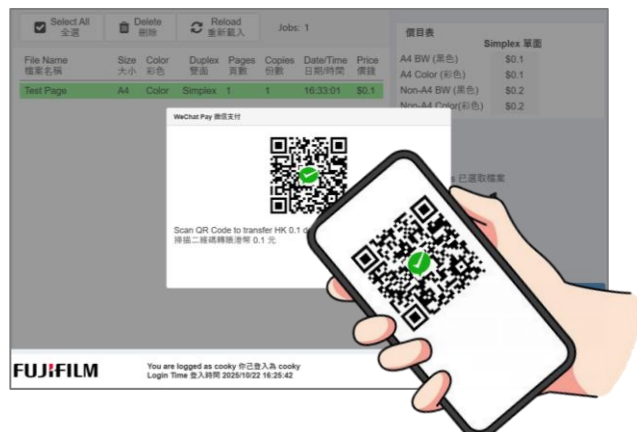 Select All
全選
Delete
刪除
Reload
重新載入
Jobs: 1
File Name
檔案名稱
Size
大小
Color
彩色
Duplex
雙面
Pages
頁數
Copies
份數
Date/Time
日期/時間
Price
價錢
Test Page A4 Color Simplex 1 1 16:33:01 $0.1
價目表
Simplex 單面
A4 BW (黑色) $0.1
A4 Color (彩色) $0.1
Non-A4 BW (黑色) $0.2
Non-A4 Color(彩色) $0.2
已選取檔案
WeChat Pay 微信支付
Scan QR Code to transfer HK 0.1
掃描二維碼轉賬港幣 0.1 元
FUJIFILM
You are logged as cooky 你已登入為 cooky
Login Time 登入時間 2025/10/22 16:25:42